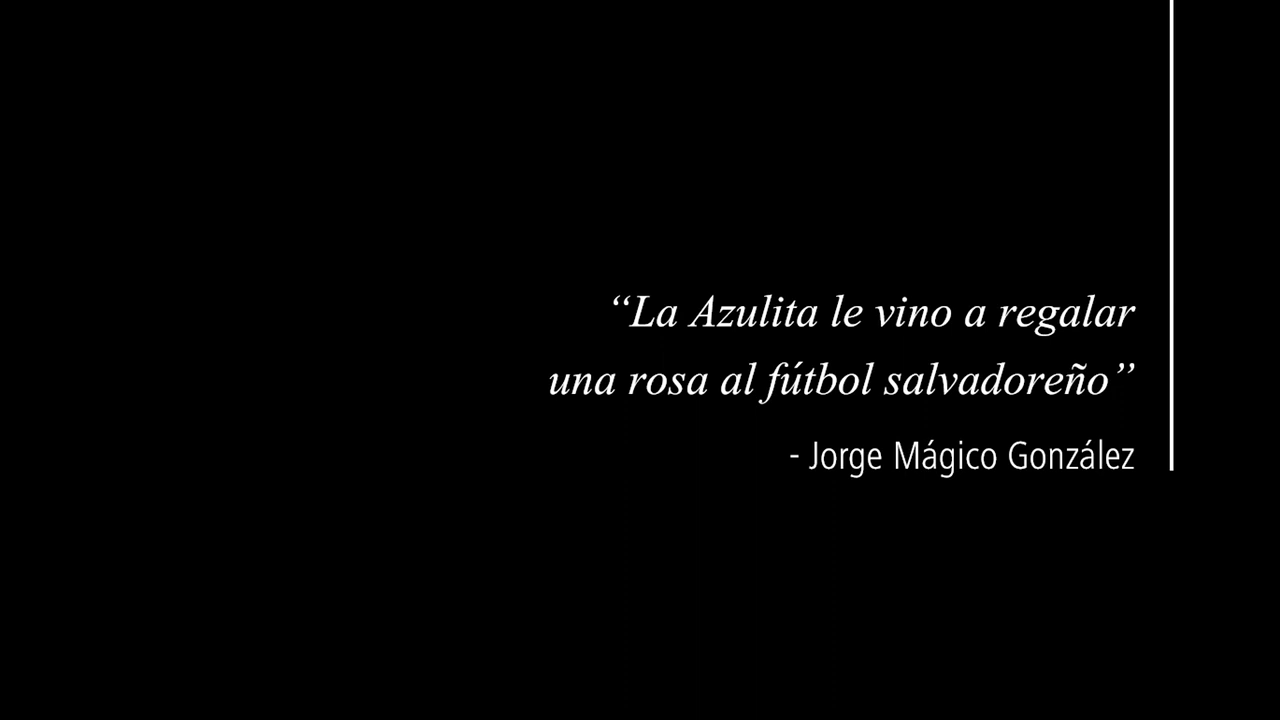 “La Azulita le vino a regalar
una rosa al fútbol salvadoreño”
- Jorge Mágico González